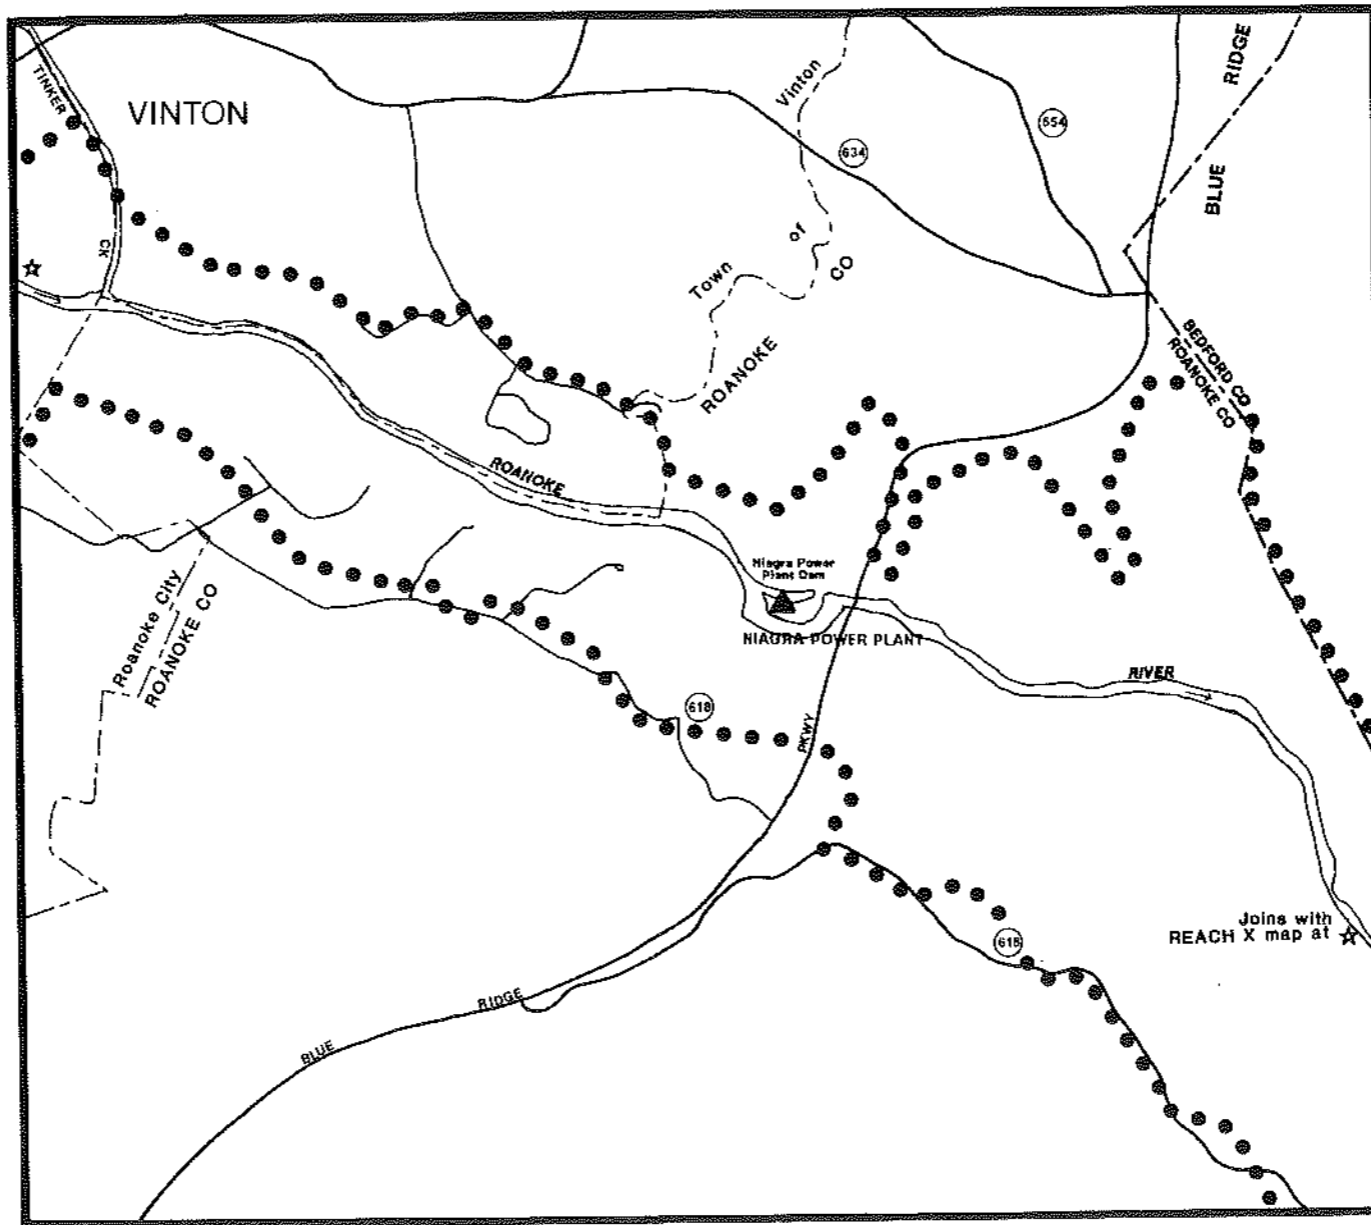 TINKER
CK
VINTON
Vinton
Town of
ROANOKE CO
634
654
BLUE RIDGE
BEDFORD CO
ROANOKE CO
ROANOKE
Niagra Power
Plant Dam
NIAGRA POWER PLANT
RIVER
Roanoke City
ROANOKE CO
618
PKWY
618
Joins with
REACH X map at
RIDGE
BLUE